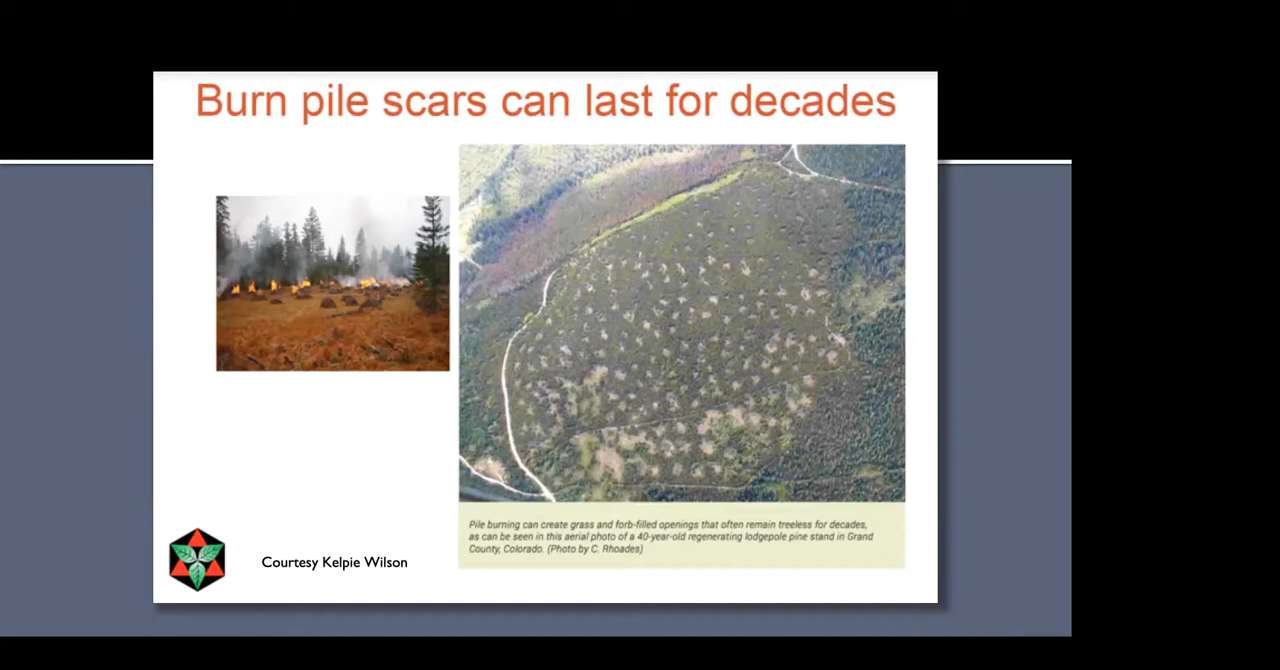 Burn pile scars can last for decades
Pile burning can create grass and forb-filled openings that often remain treeless for decades,
as can be seen in this aerial photo of a 40-year-old regenerating lodgepole pine stand in Grand
County, Colorado. (Photo by C. Rhoades)
Courtesy Kelpie Wilson